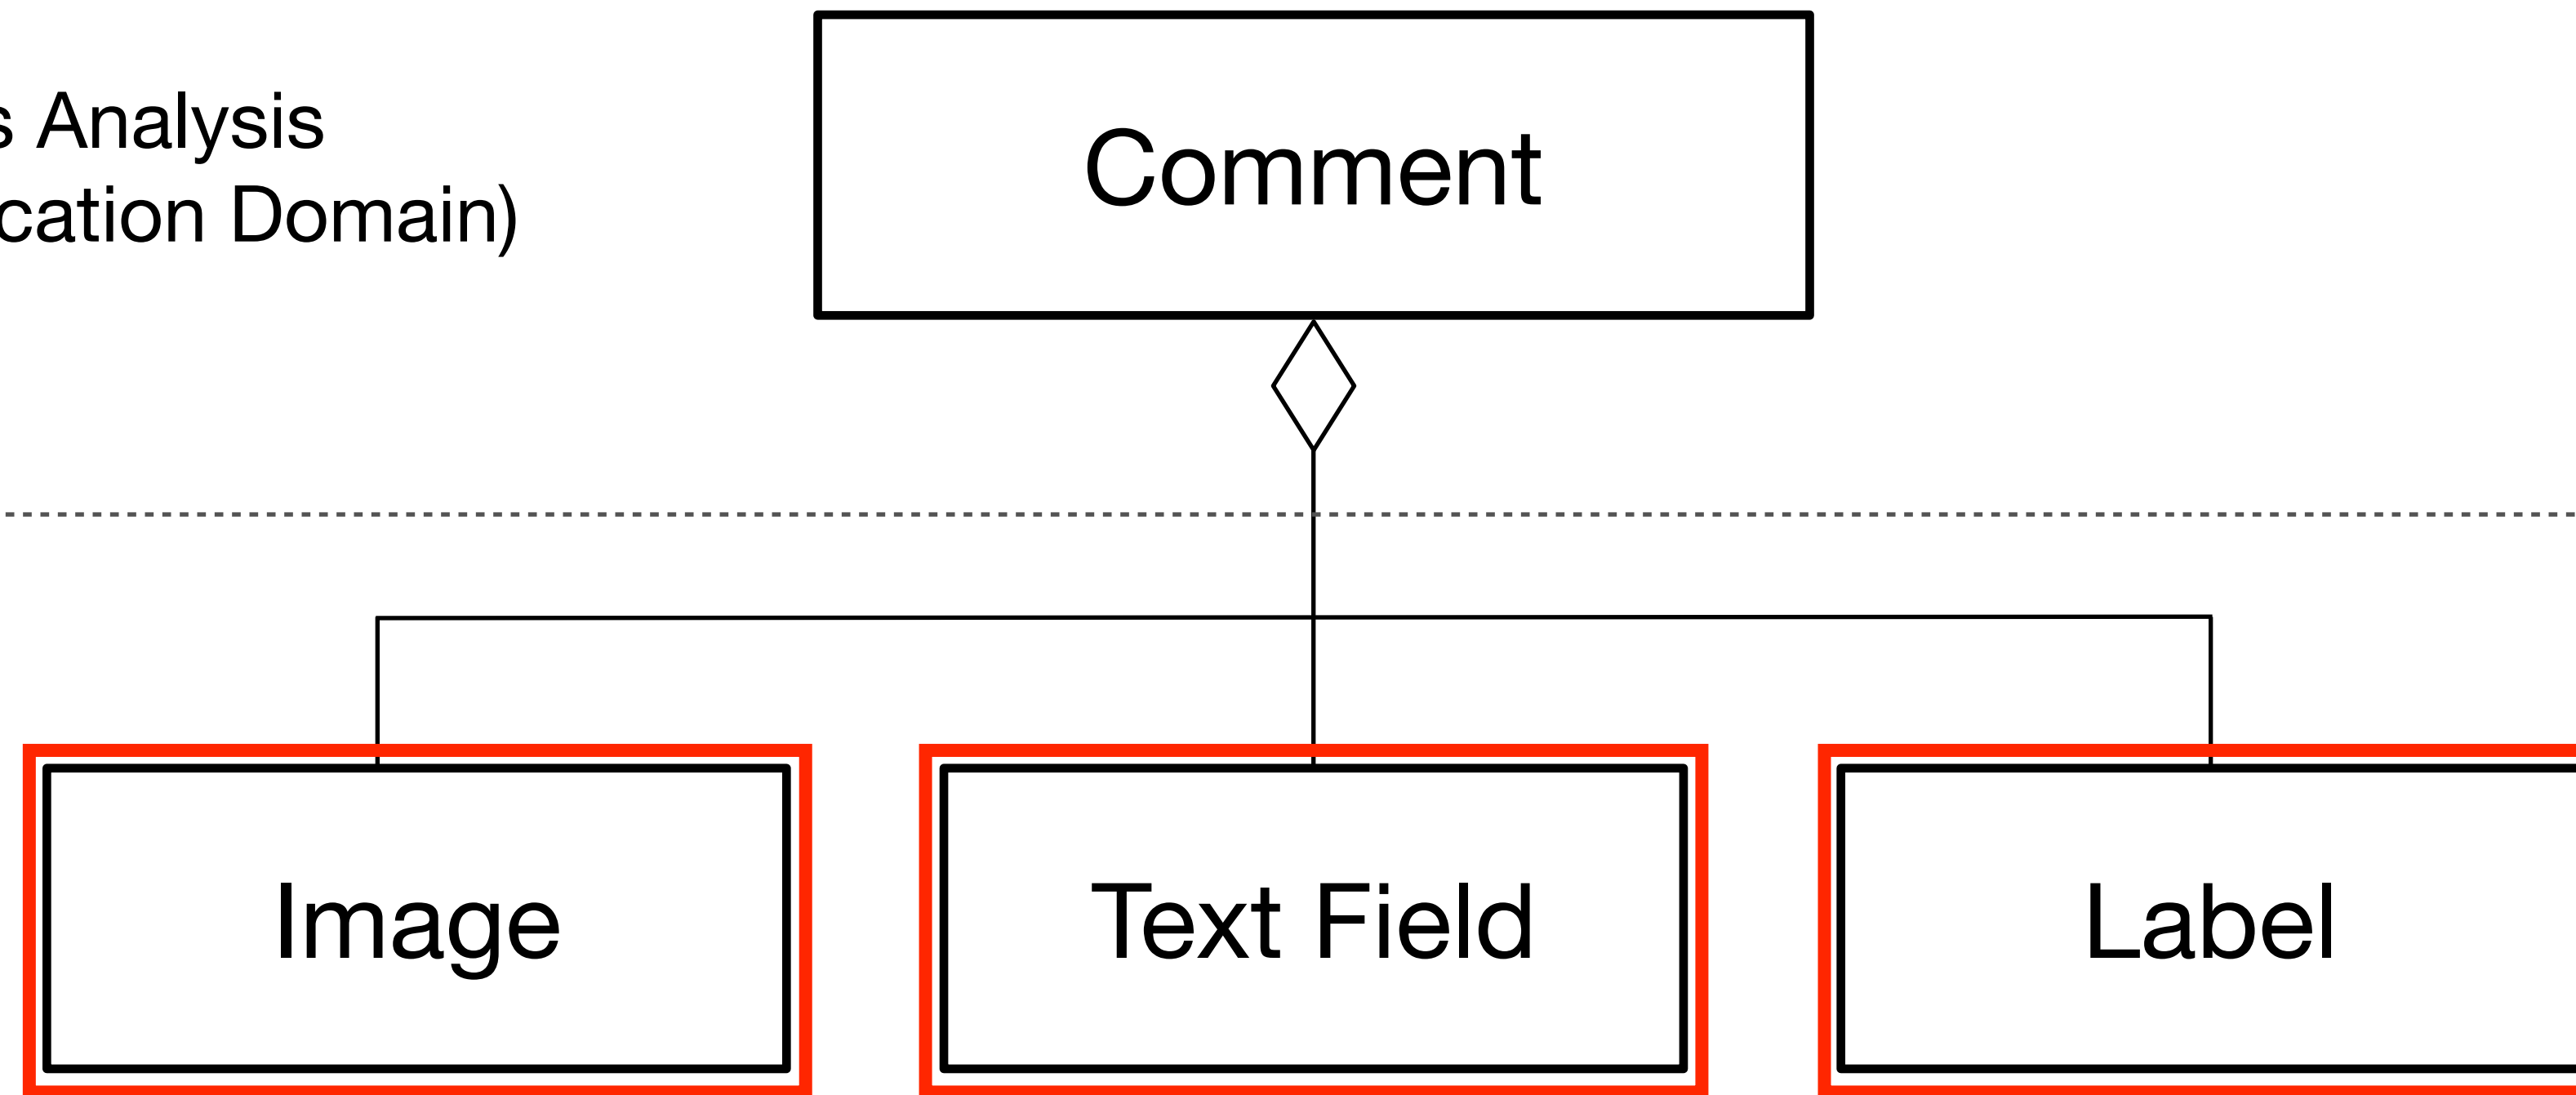 s Analysis
cation Domain)
Comment
Image
Text Field
Label